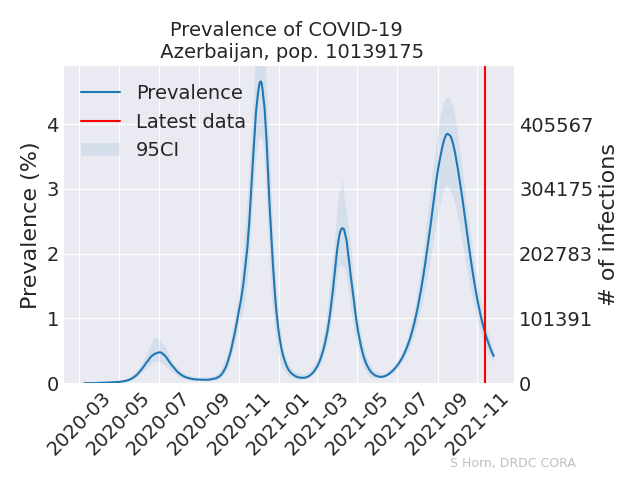 Prevalence of COVID-19
Azerbaijan, pop. 10139175
Prevalence
Latest data
95CI
Prevalence (%)
4
3
2
1
0
405567
304175
202783
101391
0
# of infections
2020-03
2020-05
2020-07
2020-09
2020-11
2021-01
2021-03
2021-05
2021-07
2021-09
2021-11
S Horn, DRDC CORA